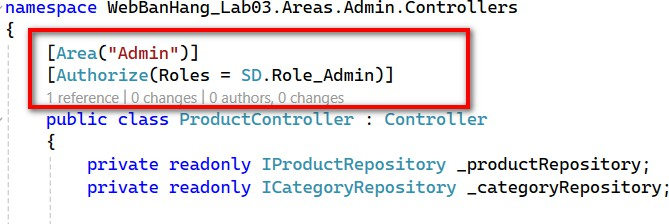 namespace WebBanHang_Lab03.Areas.Admin.Controllers
{
[Area("Admin")]
[Authorize(Roles = SD.Role_Admin)]
1 reference | 0 changes | 0 authors, 0 changes
public class ProductController : Controller
{
private readonly IProductRepository _productRepository;
private readonly ICategoryRepository _categoryRepository;